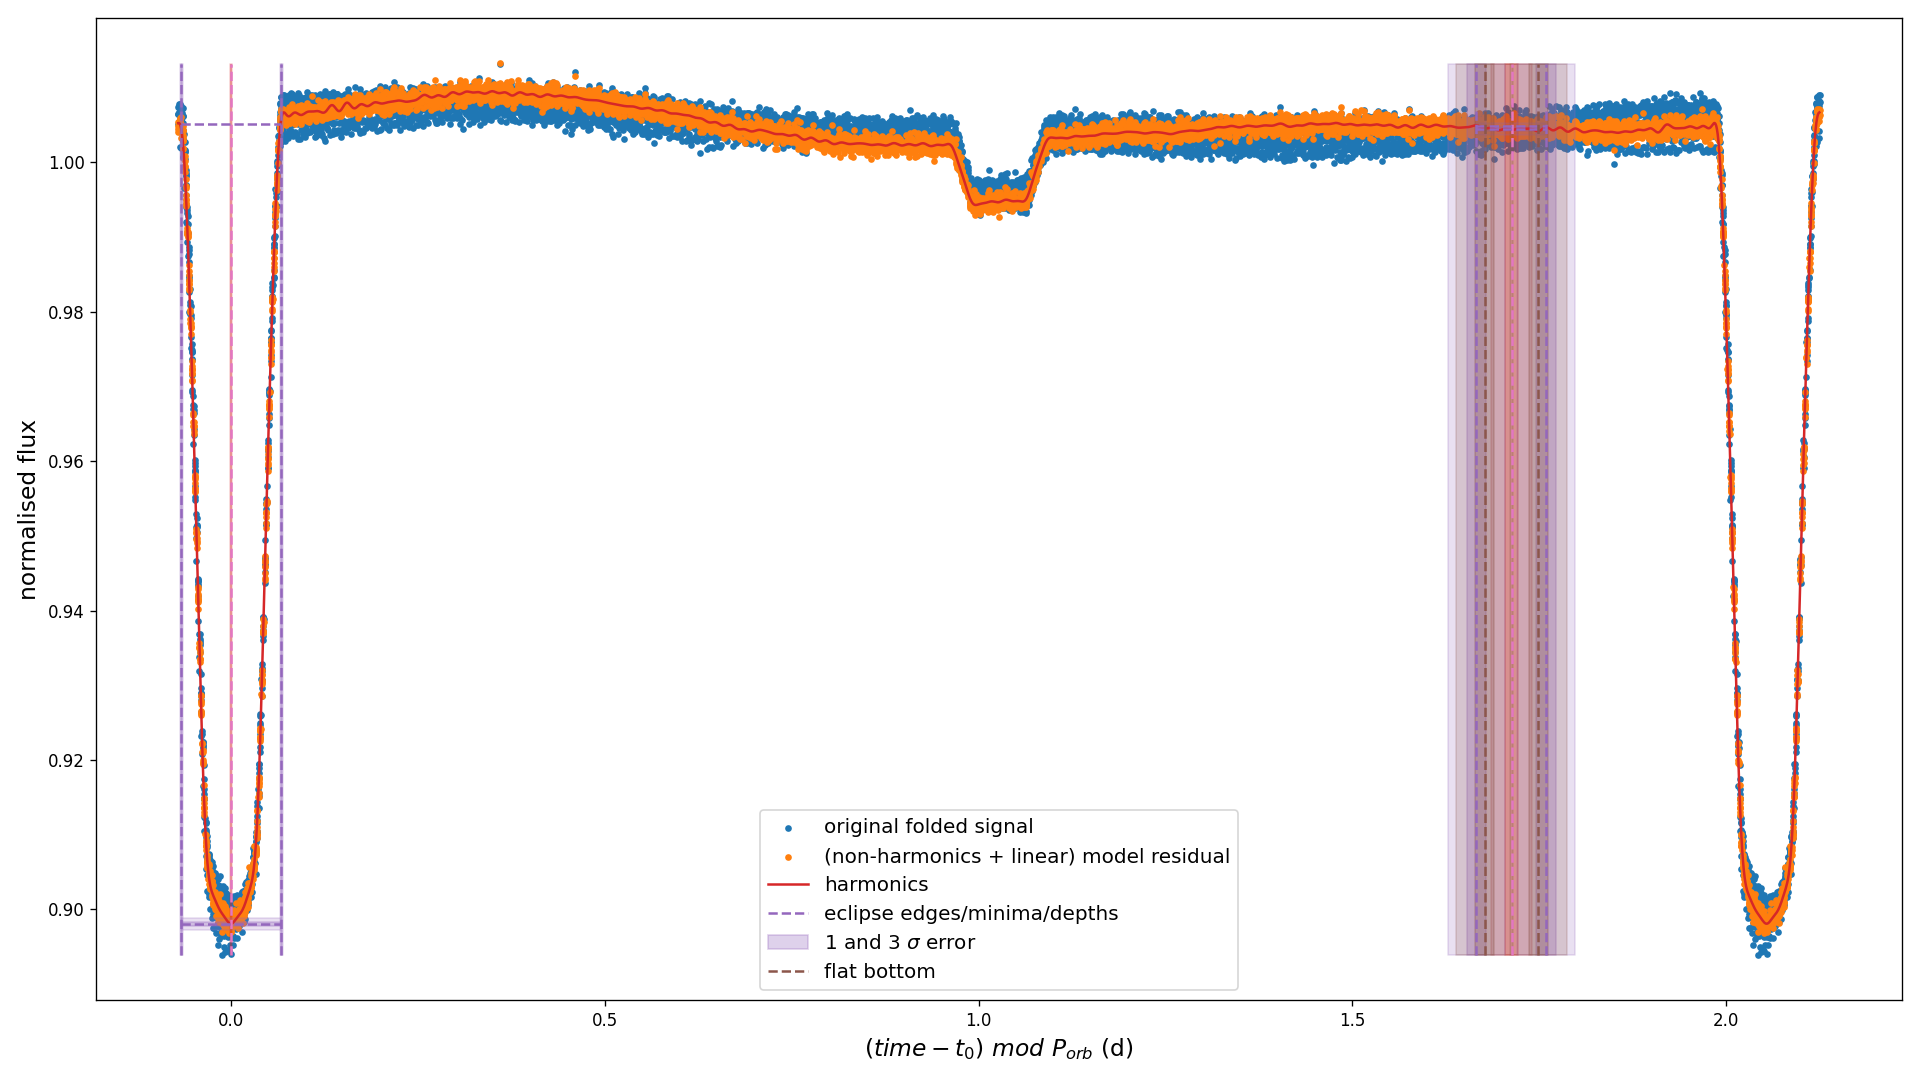 normalised flux
1.00
0.98
0.96
0.94
0.92
0.90
original folded signal
(non-harmonics + linear) model residual
harmonics
eclipse edges/minima/depths
1 and 3 σ error
flat bottom
0.0 0.5 1.0 1.5 2.0
(time − t₀) mod Pₒᵣb (d)